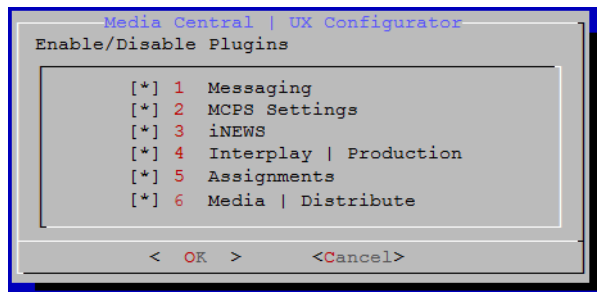 Media Central | UX Configurator
Enable/Disable Plugins
[*] 1 Messaging
[*] 2 MCPS Settings
[*] 3 iNEWS
[*] 4 Interplay | Production
[*] 5 Assignments
[*] 6 Media | Distribute
< OK > <Cancel>